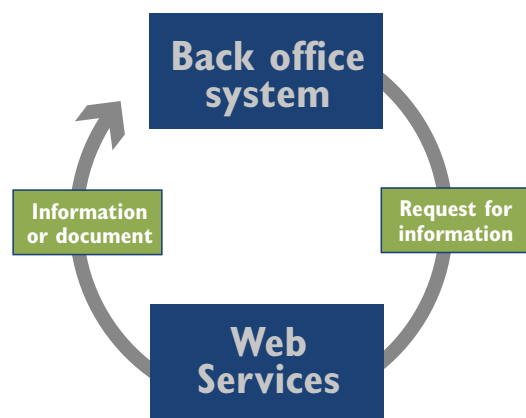 Back office
system
Information
or document
Request for
information
Web
Services